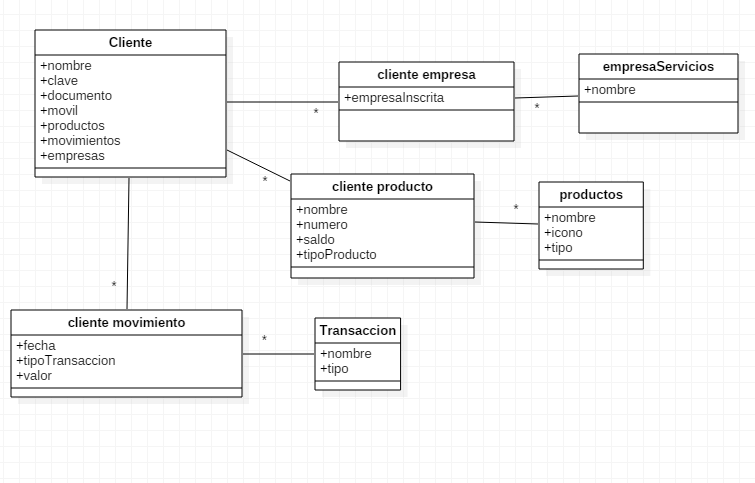 Cliente
+nombre
+clave
+documento
+movil
+productos
+movimientos
+empresas
*
cliente empresa
+empresaInscrita
*
empresaServicios
+nombre
*
cliente producto
+nombre
+numero
+saldo
+tipoProducto
*
productos
+nombre
+icono
+tipo
*
cliente movimiento
+fecha
+tipoTransaccion
+valor
*
Transaccion
+nombre
+tipo